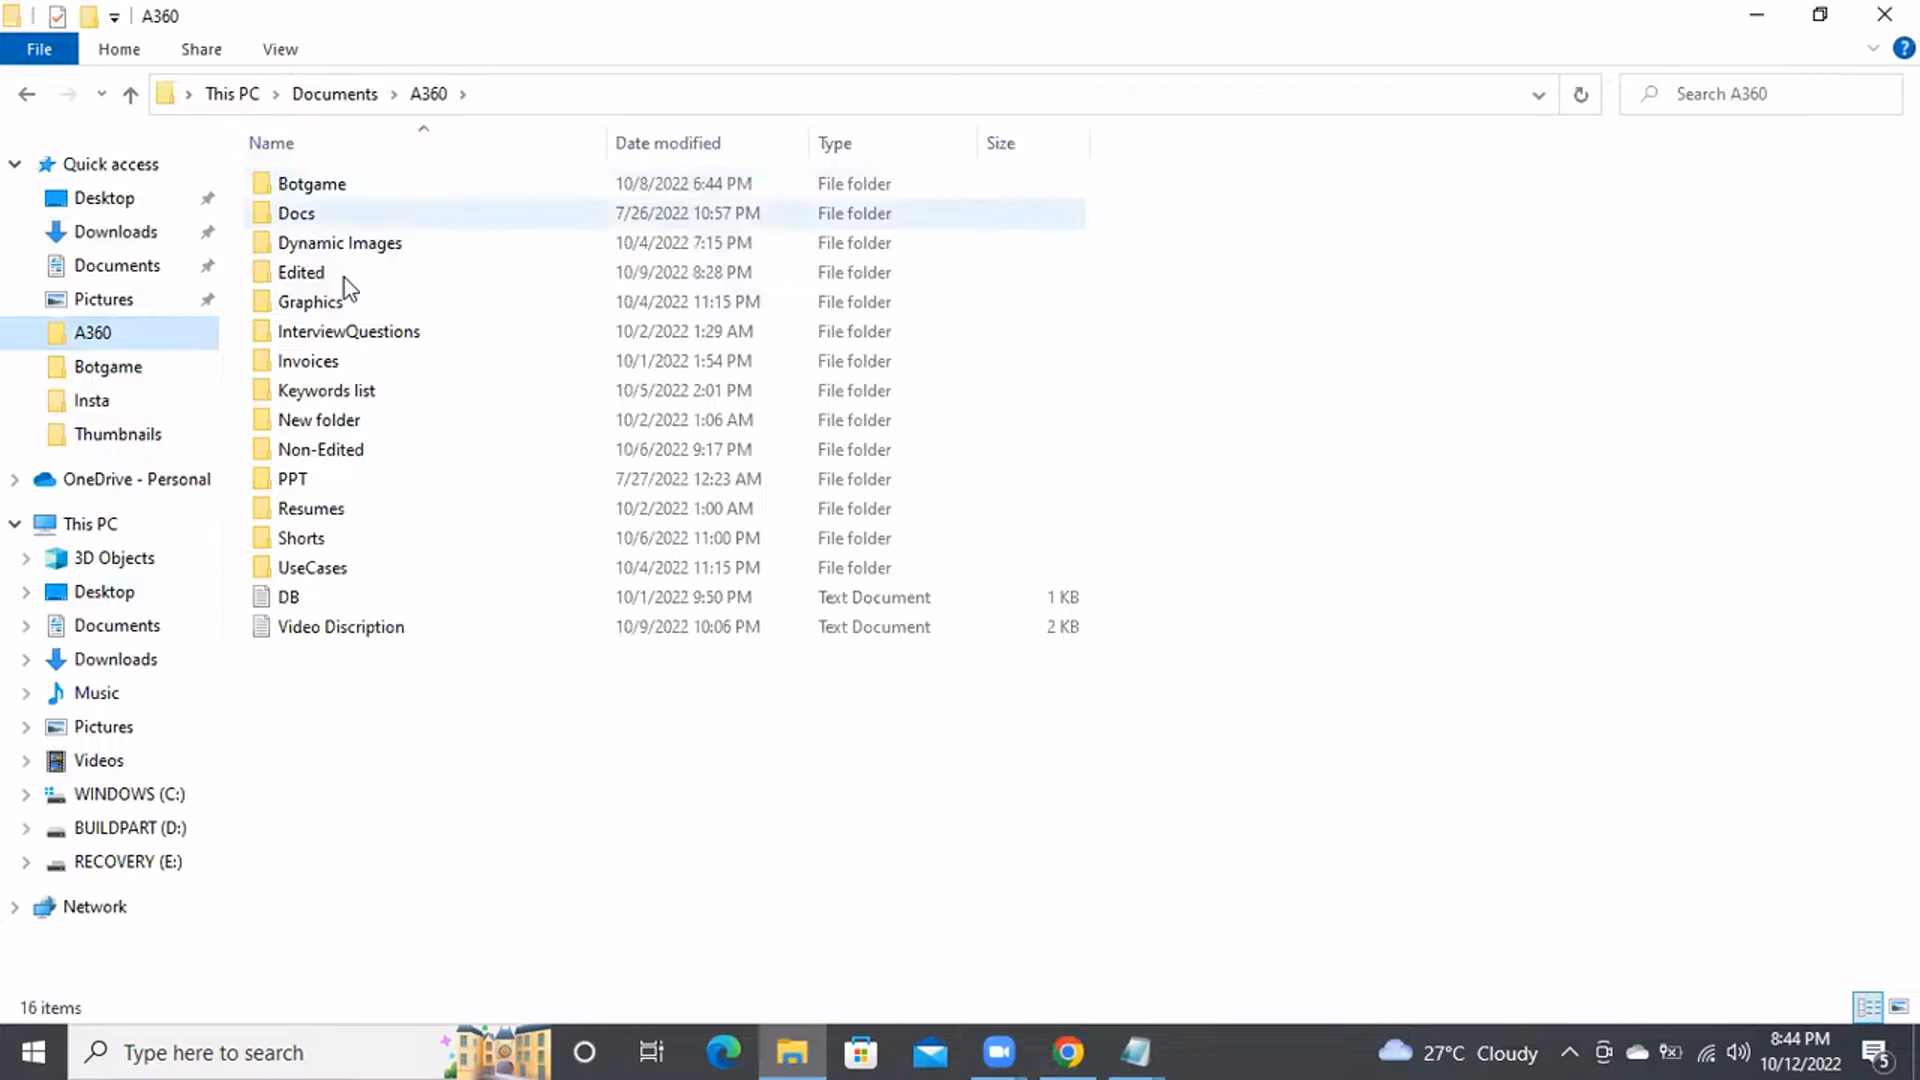 A360
File Home Share View
This PC Documents A360
Search A360
Name Date modified Type Size
Quick access
Desktop
Downloads
Documents
Pictures
A360
Botgame
Insta
Thumbnails
OneDrive - Personal
This PC
3D Objects
Desktop
Documents
Downloads
Music
Pictures
Videos
WINDOWS (C:)
BUILDPART (D:)
RECOVERY (E:)
Network
Botgame 10/8/2022 6:44 PM File folder
Docs 7/26/2022 10:57 PM File folder
Dynamic Images 10/4/2022 7:15 PM File folder
Edited 10/9/2022 8:28 PM File folder
Graphics 10/4/2022 11:15 PM File folder
InterviewQuestions 10/2/2022 1:29 AM File folder
Invoices 10/1/2022 1:54 PM File folder
Keywords list 10/5/2022 2:01 PM File folder
New folder 10/2/2022 1:06 AM File folder
Non-Edited 10/6/2022 9:17 PM File folder
PPT 7/27/2022 12:23 AM File folder
Resumes 10/2/2022 1:00 AM File folder
Shorts 10/6/2022 11:00 PM File folder
UseCases 10/4/2022 11:15 PM File folder
DB 10/1/2022 9:50 PM Text Document 1 KB
Video Discription 10/9/2022 10:06 PM Text Document 2 KB
16 items
Type here to search
27°C Cloudy
8:44 PM
10/12/2022
5